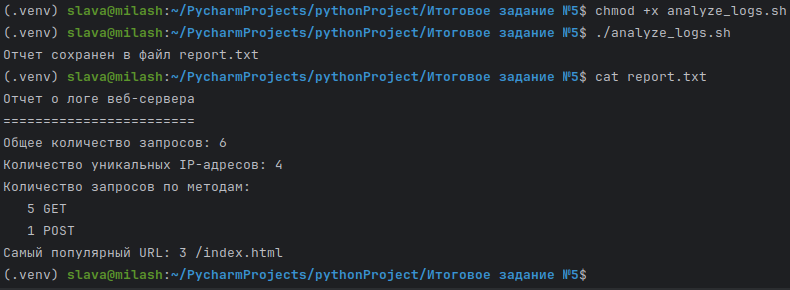 (.venv) slava@milash:~/PycharmProjects/pythonProject/Итоговое задание №5$ chmod +x analyze_logs.sh
(.venv) slava@milash:~/PycharmProjects/pythonProject/Итоговое задание №5$ ./analyze_logs.sh
Отчет сохранен в файл report.txt
(.venv) slava@milash:~/PycharmProjects/pythonProject/Итоговое задание №5$ cat report.txt
Отчет о логе веб-сервера
========================
Общее количество запросов: 6
Количество уникальных IP-адресов: 4
Количество запросов по методам:
   5 GET
   1 POST
Самый популярный URL: 3 /index.html
(.venv) slava@milash:~/PycharmProjects/pythonProject/Итоговое задание №5$